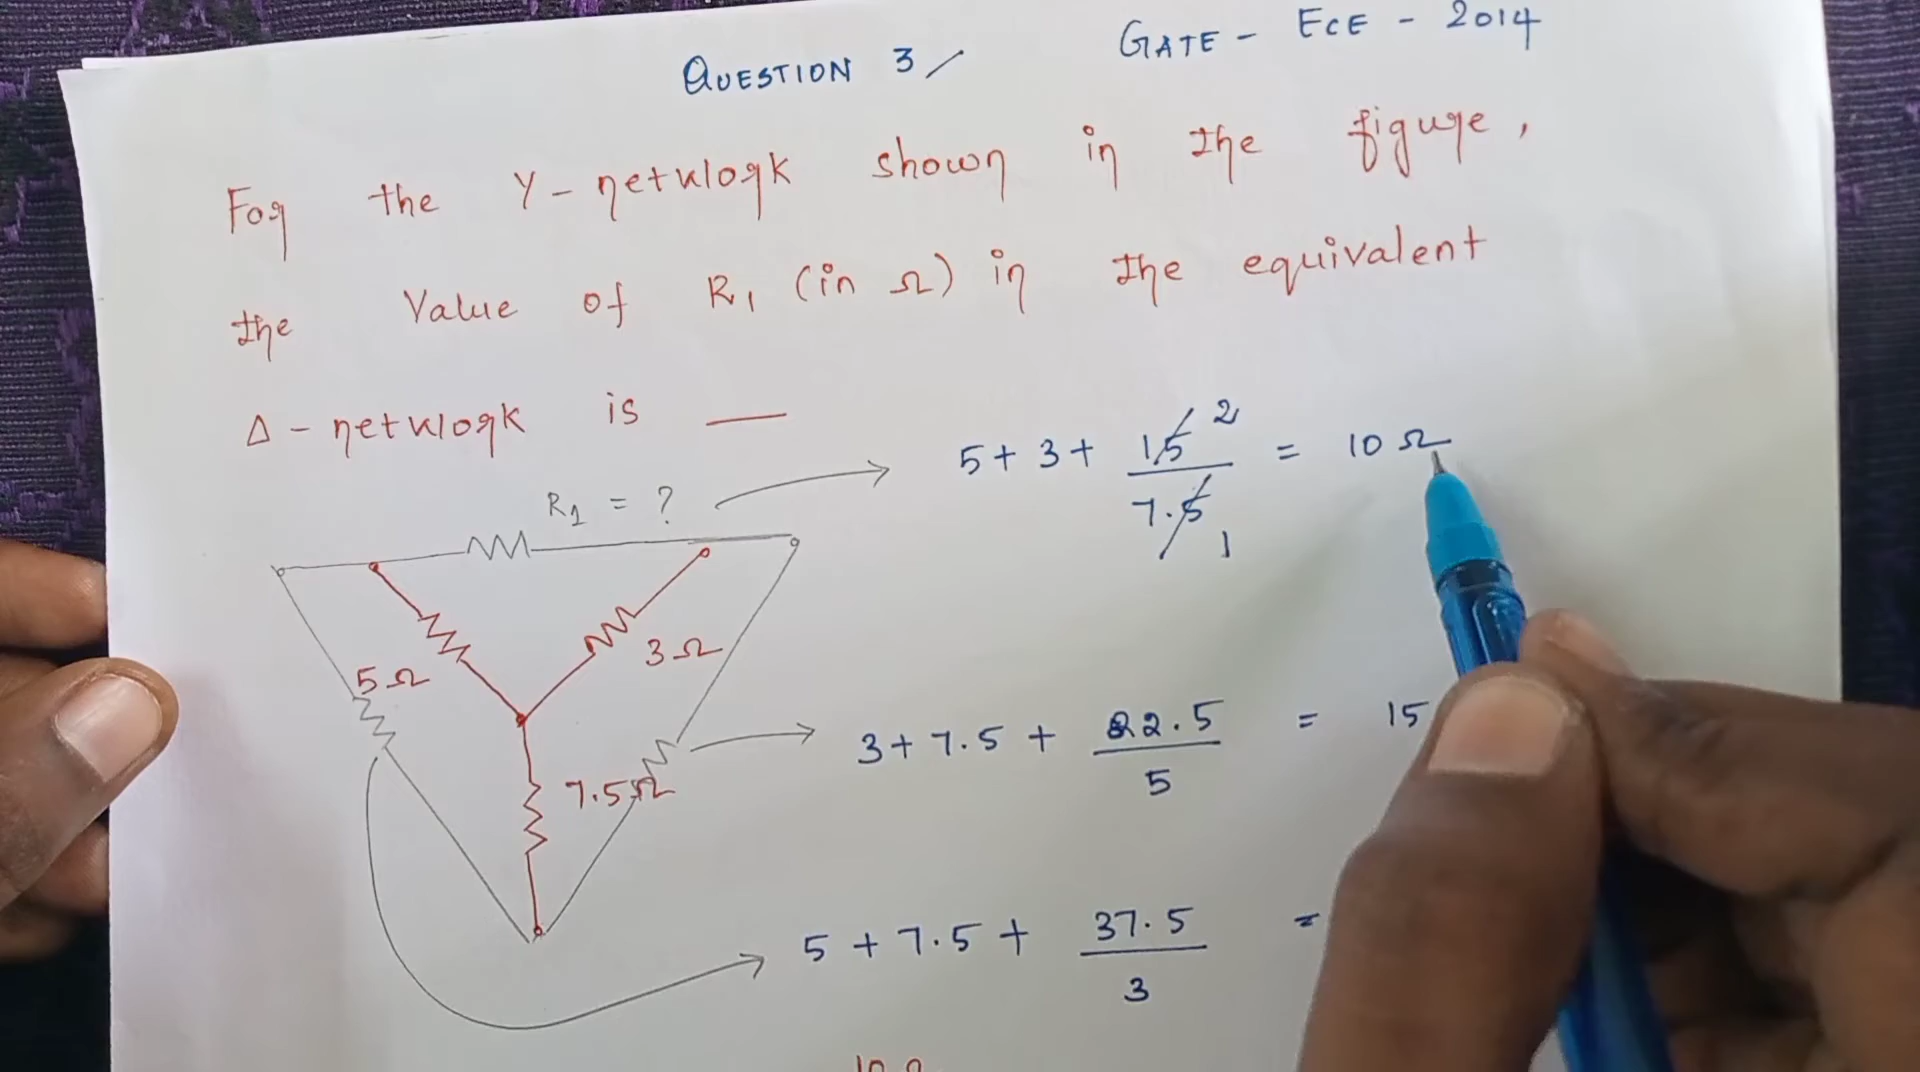 QUESTION 3/
GATE - ECE - 2014
For the Y-network shown in the figure,
the Value of R1 (in Ω) in the equivalent
Δ-network is ___
R1 = ?
5 + 3 + 15/7.5 2 1 = 10 Ω
5Ω
3Ω
7.5Ω
3 + 7.5 + 22.5/5 = 15
5 + 7.5 + 37.5/3 =